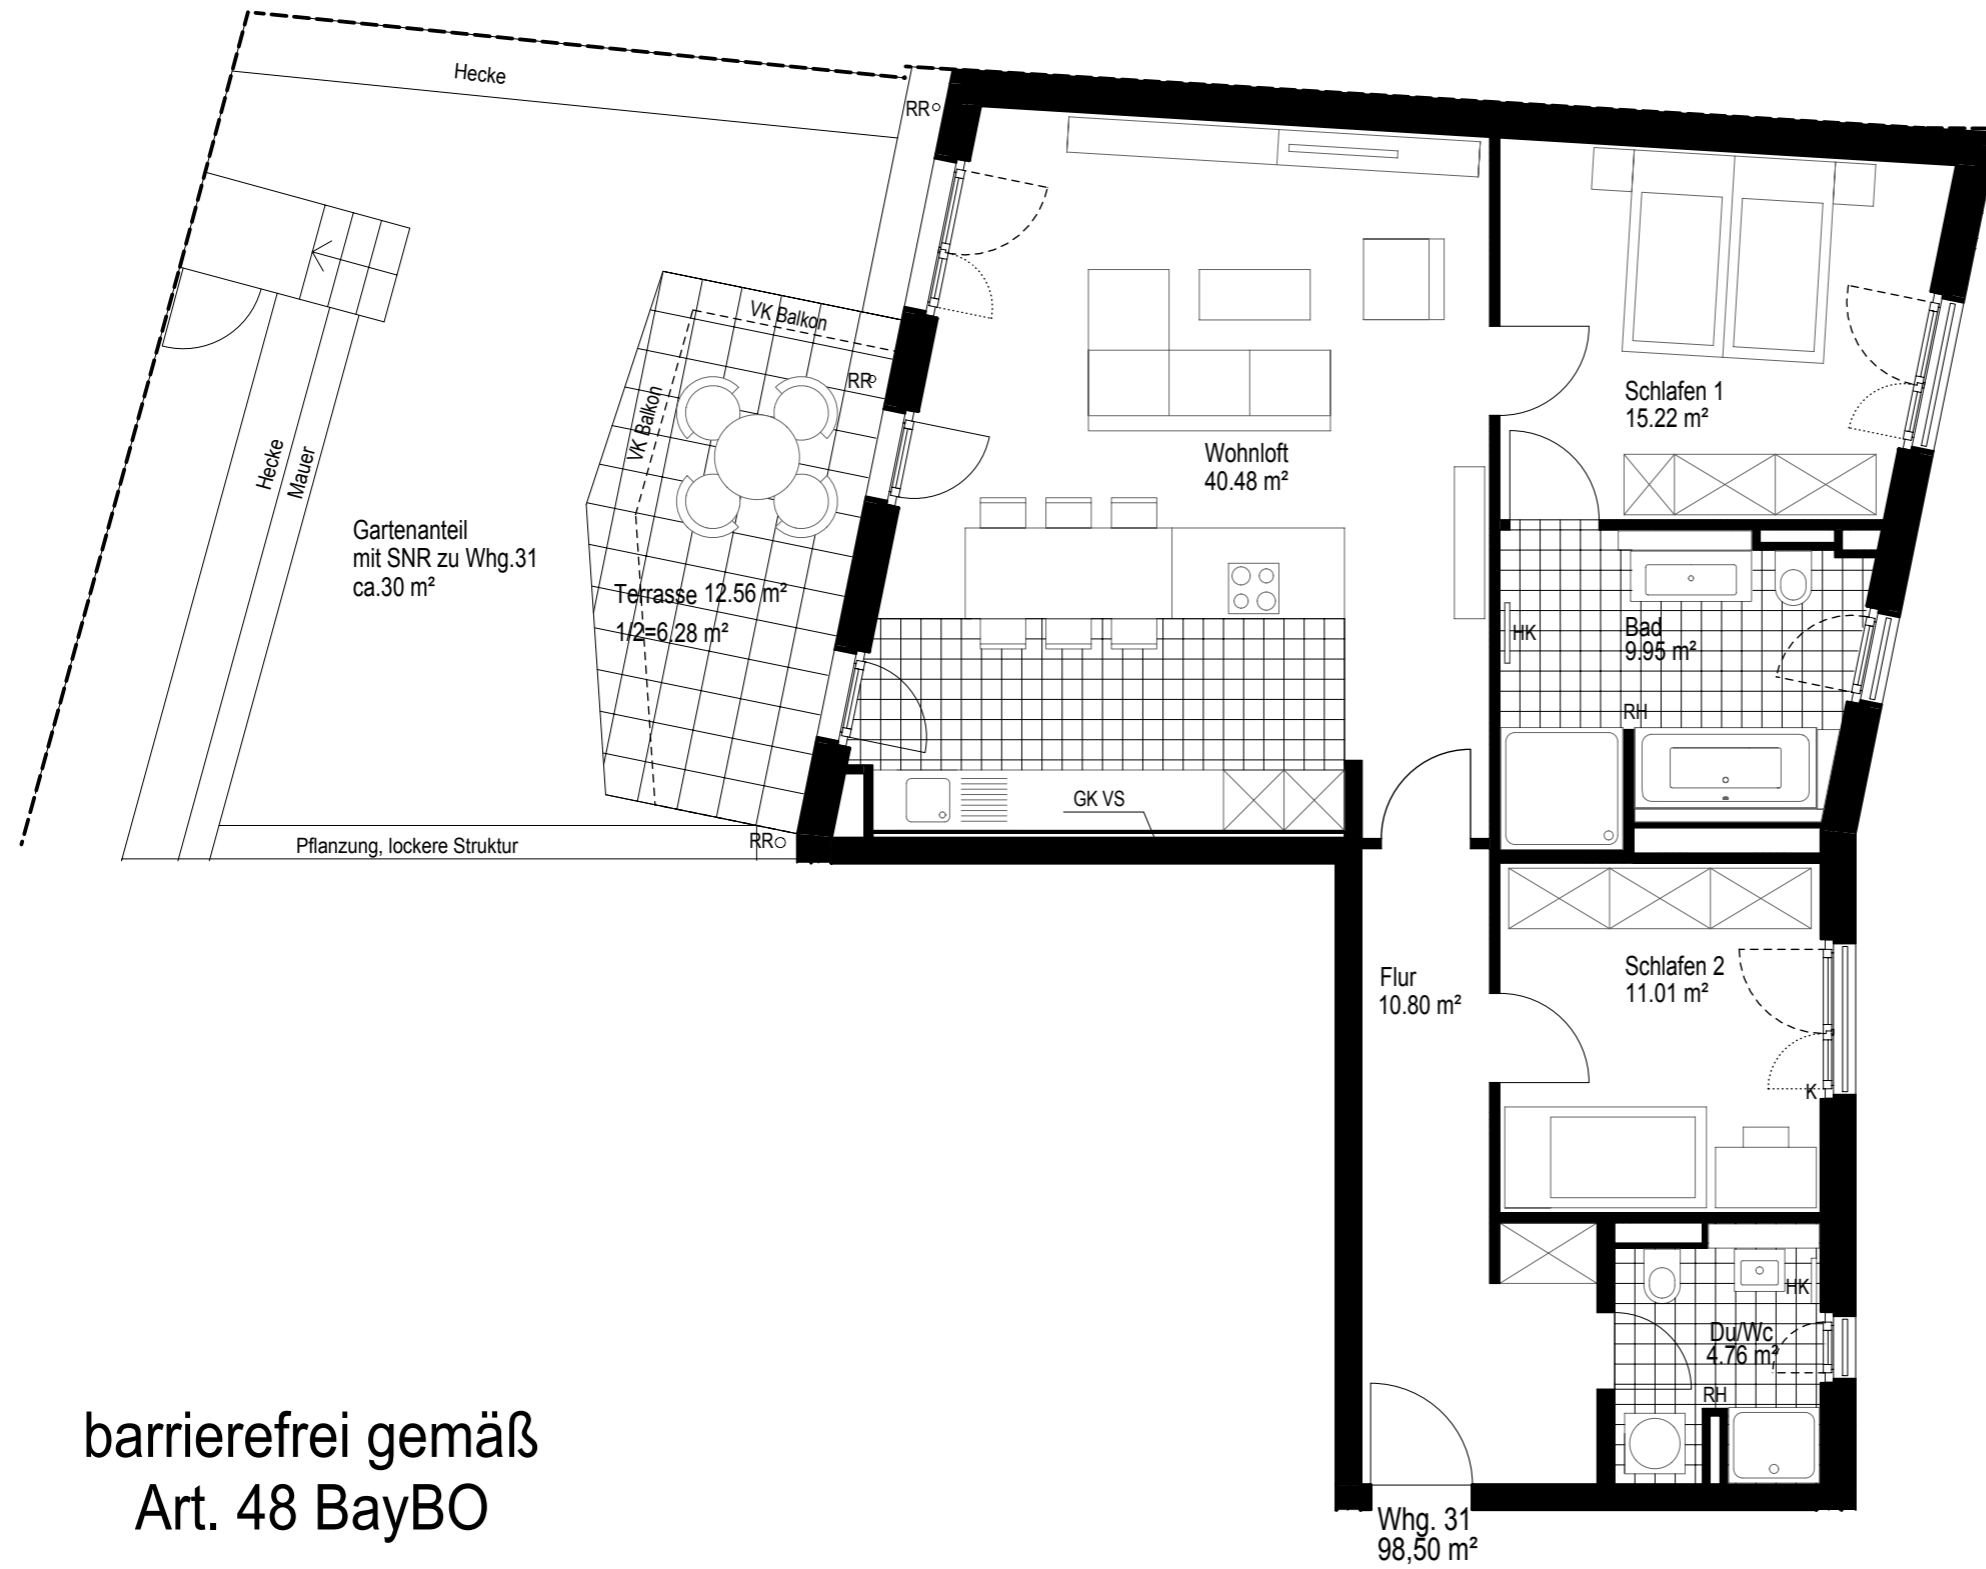 Hecke
RR
VK Balkon
RR
VK Balkon
Hecke
Mauer
Gartenanteil
mit SNR zu Whg.31
ca.30 m²
Terrasse 12.56 m²
1/2=6,28 m²
Pflanzung, lockere Struktur
RR
Wohnloft
40.48 m²
GK VS
Schlafen 1
15.22 m²
HK
Bad
9.95 m²
RH
Flur
10.80 m²
Schlafen 2
11.01 m²
K
HK
Du/Wc
4.76 m²
RH
barrierefrei gemäß
Art. 48 BayBO
Whg. 31
98,50 m²